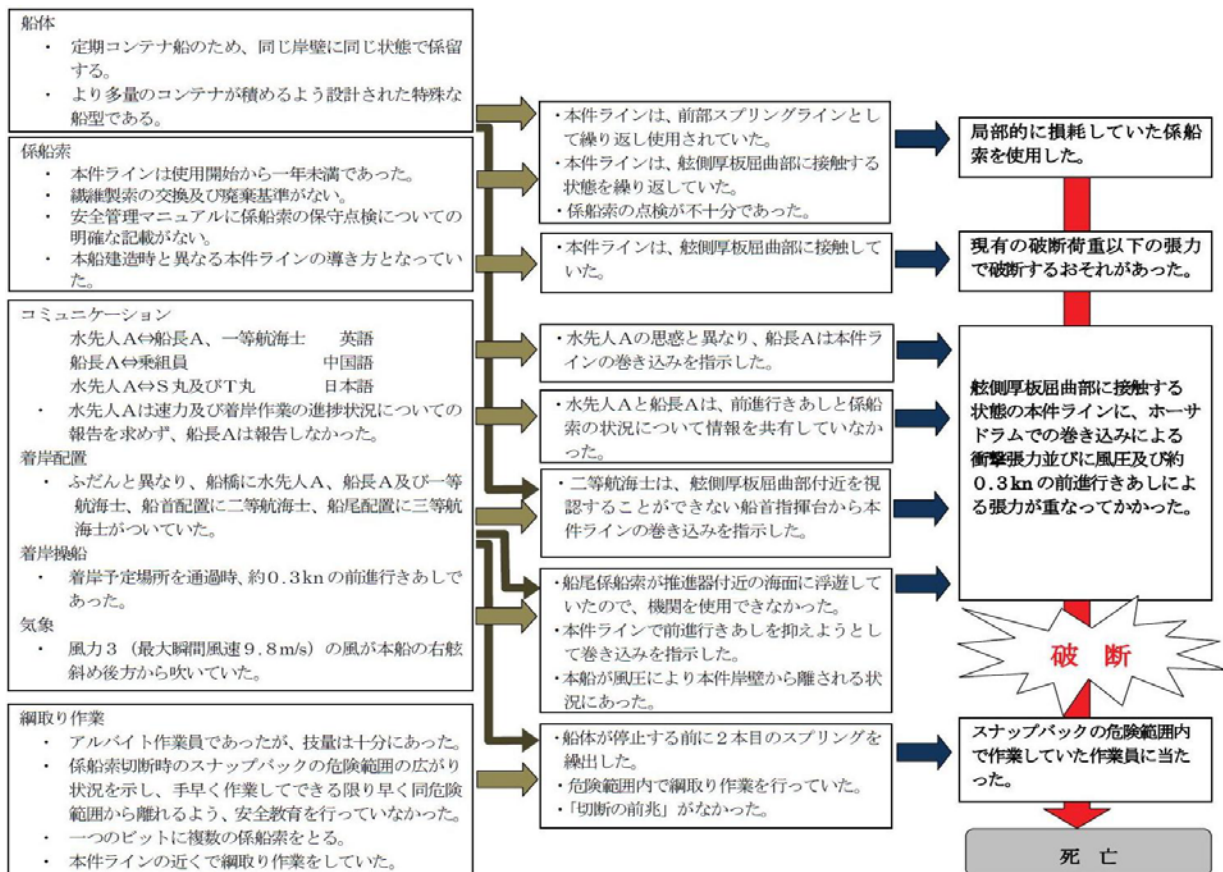 船体
・ 定期コンテナ船のため、同じ岸壁に同じ状態で係留
する。
・ より多量のコンテナが積めるよう設計された特殊な
船型である。
係船索
・ 本件ラインは使用開始から一年未満であった。
・ 繊維製索の交換及び廃棄基準がない。
・ 安全管理マニュアルに係船索の保守点検についての
明確な記載がない。
・ 本船建造時と異なる本件ラインの導き方となってい
た。
コミュニケーション
水先人A⇔船長A、一等航海士 英語
船長A⇔乗組員 中国語
水先人A⇔S丸及びT丸 日本語
・ 水先人Aは速力及び着岸作業の進捗状況についての
報告を求めず、船長Aは報告しなかった。
着岸配置
・ ふだんと異なり、船橋に水先人A、船長A及び一等
航海士、船首配置に二等航海士、船尾配置に三等航
海士がついていた。
着岸操船
・ 着岸予定場所を通過時、約0.3knの前進行きあしで
あった。
気象
・ 風力3（最大瞬間風速9.8m/s）の風が本船の右舷
斜め後方から吹いていた。
綱取り作業
・ アルバイト作業員であったが、技量は十分にあった。
・ 係船索切断時のスナップバックの危険範囲の広がり
状況を示し、手早く作業してできる限り早く同危険
範囲から離れるよう、安全教育を行っていなかった。
・ 一つのビットに複数の係船索をとる。
・ 本件ラインの近くで綱取り作業をしていた。
・本件ラインは、前部スプリングラインとし
て繰り返し使用されていた。
・本件ラインは、舷側厚板屈曲部に接触する
状態を繰り返していた。
・係船索の点検が不十分であった。
・本件ラインは、舷側厚板屈曲部に接触して
いた。
・水先人Aの思惑と異なり、船長Aは本件ラ
インの巻き込みを指示した。
・水先人Aと船長Aは、前進行きあしと係船
索の状況について情報を共有していなか
った。
・二等航海士は、舷側厚板屈曲部付近を視
認することができない船首指揮台から本
件ラインの巻き込みを指示した。
・船尾係船索が推進器付近の海面に浮遊して
いたので、機関を使用できなかった。
・本件ラインで前進行きあしを抑えようとし
て巻き込みを指示した。
・本船が風圧により本件岸壁から離される状
況にあった。
・船体が停止する前に2本目のスプリングを
繰出した。
・危険範囲内で綱取り作業を行っていた。
・「切断の前兆」がなかった。
局部的に損耗していた係船
索を使用した。
現有の破断荷重以下の張力
で破断するおそれがあった。
舷側厚板屈曲部に接触する
状態の本件ラインに、ホーサ
ドラムでの巻き込みによる
衝撃張力並びに風圧及び約
0.3knの前進行きあしによ
る張力が重なってかかった。
破 断
スナップバックの危険範囲内
で作業していた作業員に当た
った。
死 亡